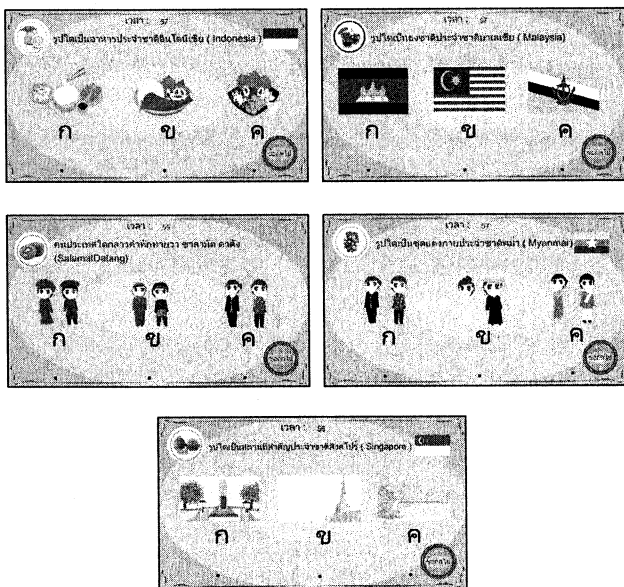 เวลา : 57
รูปใดเป็นอาหารประจำชาติอินโดนีเซีย ( Indonesia )
ก ข ค
เวลา : 57
รูปใดเป็นธงชาติประจำชาติมาเลเซีย ( Malaysia)
ก ข ค
เวลา : 55
คนประเทศใดกล่าวคำทักทายว่า ซาลามัต ดาตัง
(SalamatDatang)
ก ข ค
เวลา : 57
รูปใดเป็นชุดแต่งกายประจำชาติพม่า ( Myanmar)
ก ข ค
เวลา : 56
รูปใดเป็นสถานที่สำคัญประจำชาติสิงคโปร์ ( Singapore )
ก ข ค